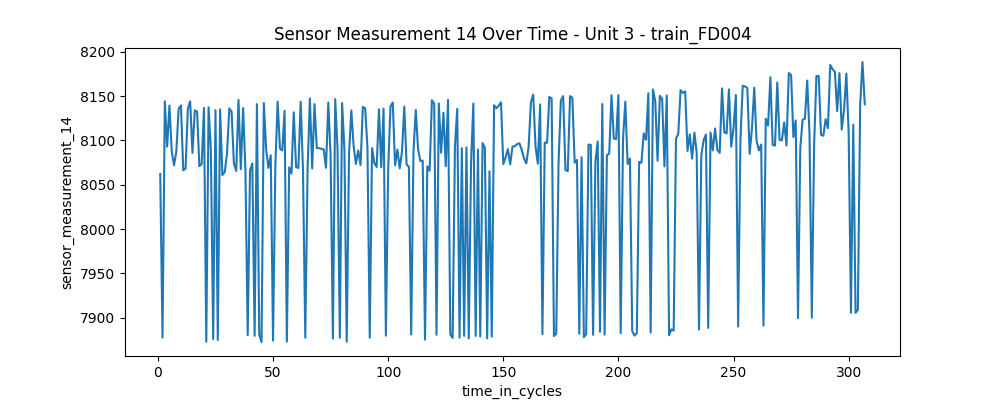 Sensor Measurement 14 Over Time - Unit 3 - train_FD004
sensor_measurement_14
8200
8150
8100
8050
8000
7950
7900
0 50 100 150 200 250 300
time_in_cycles